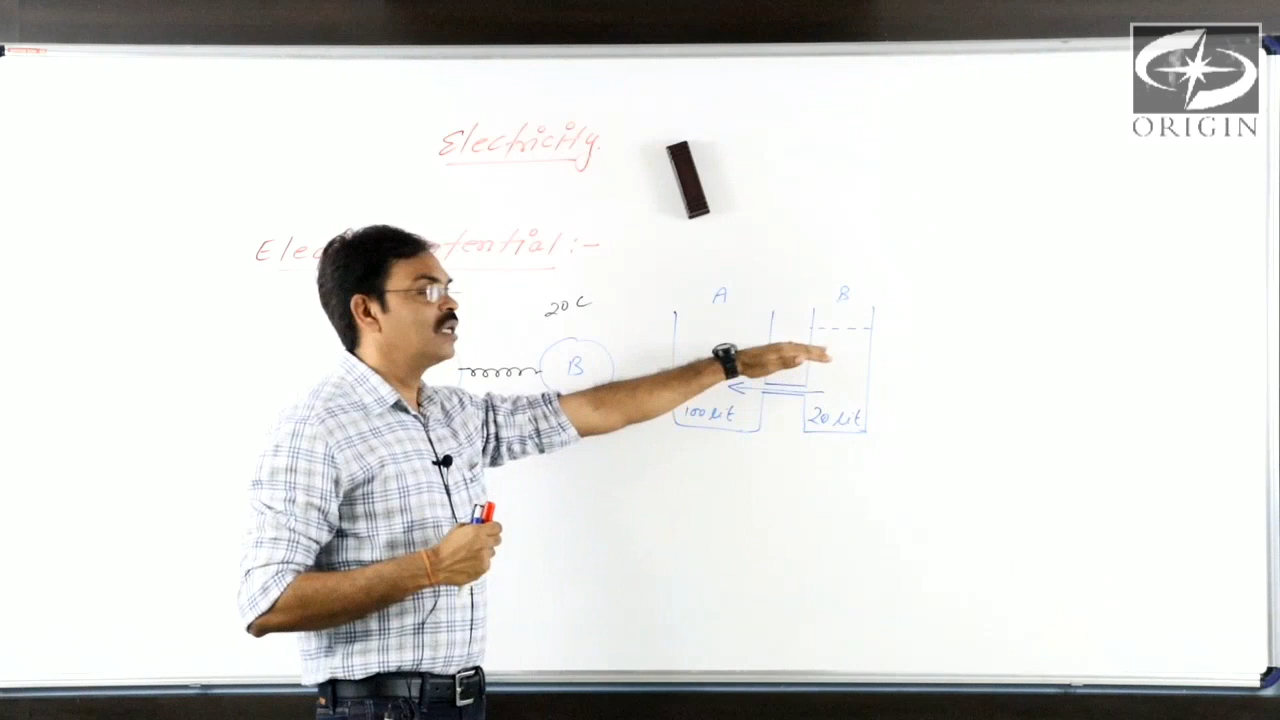 ORIGIN
Electricity.
Elec otential :-
20C
A
B
B
100 lit
20 lit